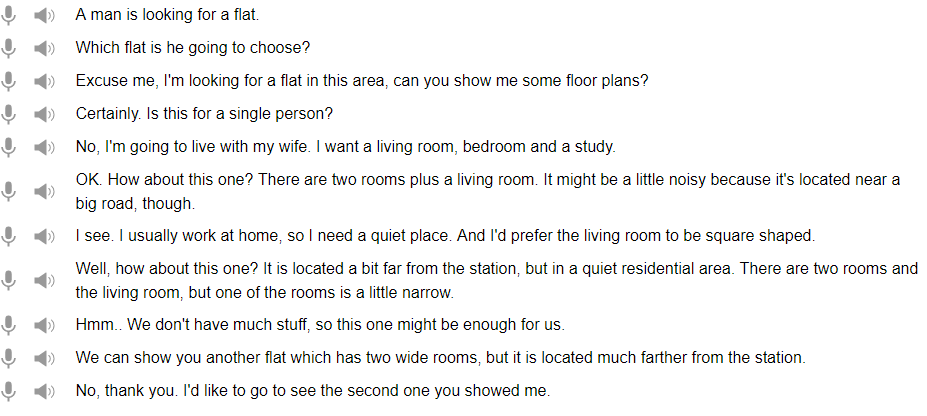 A man is looking for a flat.
Which flat is he going to choose?
Excuse me, I'm looking for a flat in this area, can you show me some floor plans?
Certainly. Is this for a single person?
No, I'm going to live with my wife. I want a living room, bedroom and a study.
OK. How about this one? There are two rooms plus a living room. It might be a little noisy because it's located near a
big road, though.
I see. I usually work at home, so I need a quiet place. And I'd prefer the living room to be square shaped.
Well, how about this one? It is located a bit far from the station, but in a quiet residential area. There are two rooms and
the living room, but one of the rooms is a little narrow.
Hmm.. We don't have much stuff, so this one might be enough for us.
We can show you another flat which has two wide rooms, but it is located much farther from the station.
No, thank you. I'd like to go to see the second one you showed me.